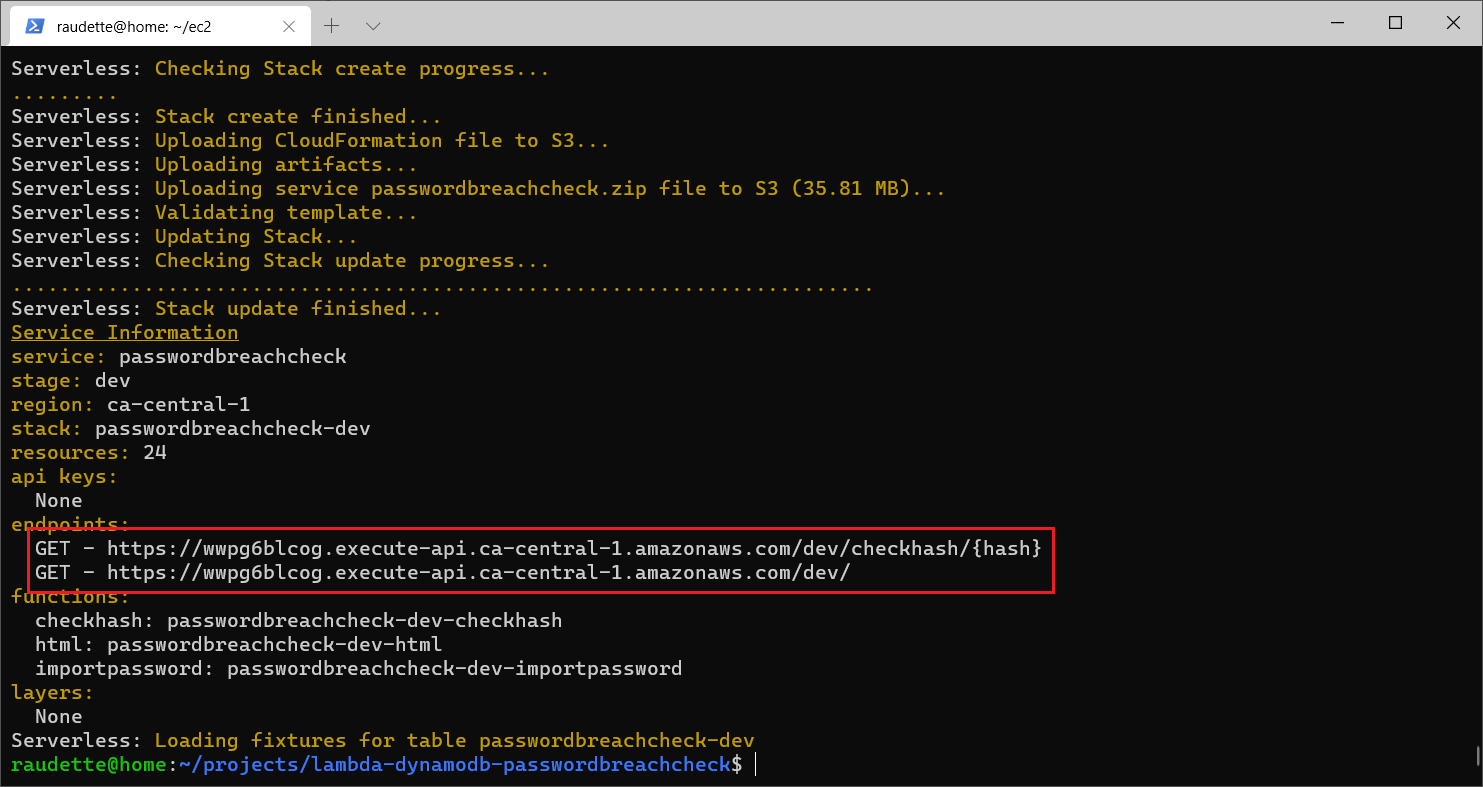 raudette@home: ~/ec2
Serverless: Checking Stack create progress...
.........
Serverless: Stack create finished...
Serverless: Uploading CloudFormation file to S3...
Serverless: Uploading artifacts...
Serverless: Uploading service passwordbreachcheck.zip file to S3 (35.81 MB)...
Serverless: Validating template...
Serverless: Updating Stack...
Serverless: Checking Stack update progress...
........................................................................
Serverless: Stack update finished...
Service Information
service: passwordbreachcheck
stage: dev
region: ca-central-1
stack: passwordbreachcheck-dev
resources: 24
api keys:
  None
endpoints:
  GET - https://wwpg6blcog.execute-api.ca-central-1.amazonaws.com/dev/checkhash/{hash}
  GET - https://wwpg6blcog.execute-api.ca-central-1.amazonaws.com/dev/
functions:
  checkhash: passwordbreachcheck-dev-checkhash
  html: passwordbreachcheck-dev-html
  importpassword: passwordbreachcheck-dev-importpassword
layers:
  None
Serverless: Loading fixtures for table passwordbreachcheck-dev
raudette@home:~/projects/lambda-dynamodb-passwordbreachcheck$